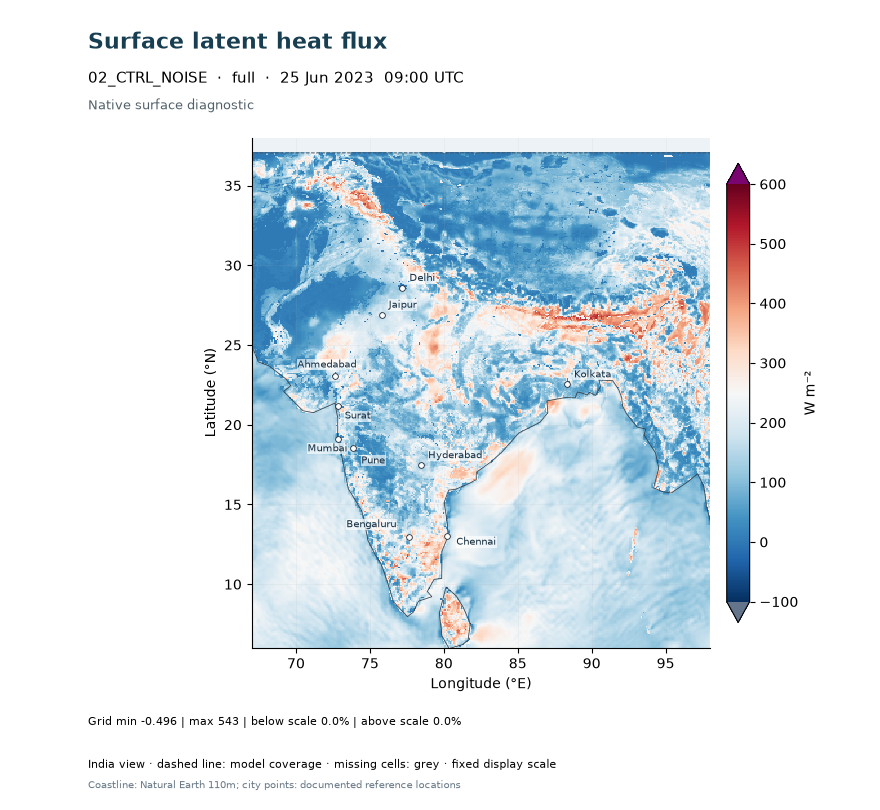 Surface latent heat flux
02_CTRL_NOISE · full · 25 Jun 2023 09:00 UTC
Native surface diagnostic
35
30
25
20
15
10
Latitude (°N)
70
75
80
85
90
95
Longitude (°E)
Delhi
Jaipur
Ahmedabad
Kolkata
Surat
Mumbai
Pune
Hyderabad
Bengaluru
Chennai
600
500
400
300
200
100
0
−100
W m⁻²
Grid min -0.496 | max 543 | below scale 0.0% | above scale 0.0%
India view · dashed line: model coverage · missing cells: grey · fixed display scale
Coastline: Natural Earth 110m; city points: documented reference locations